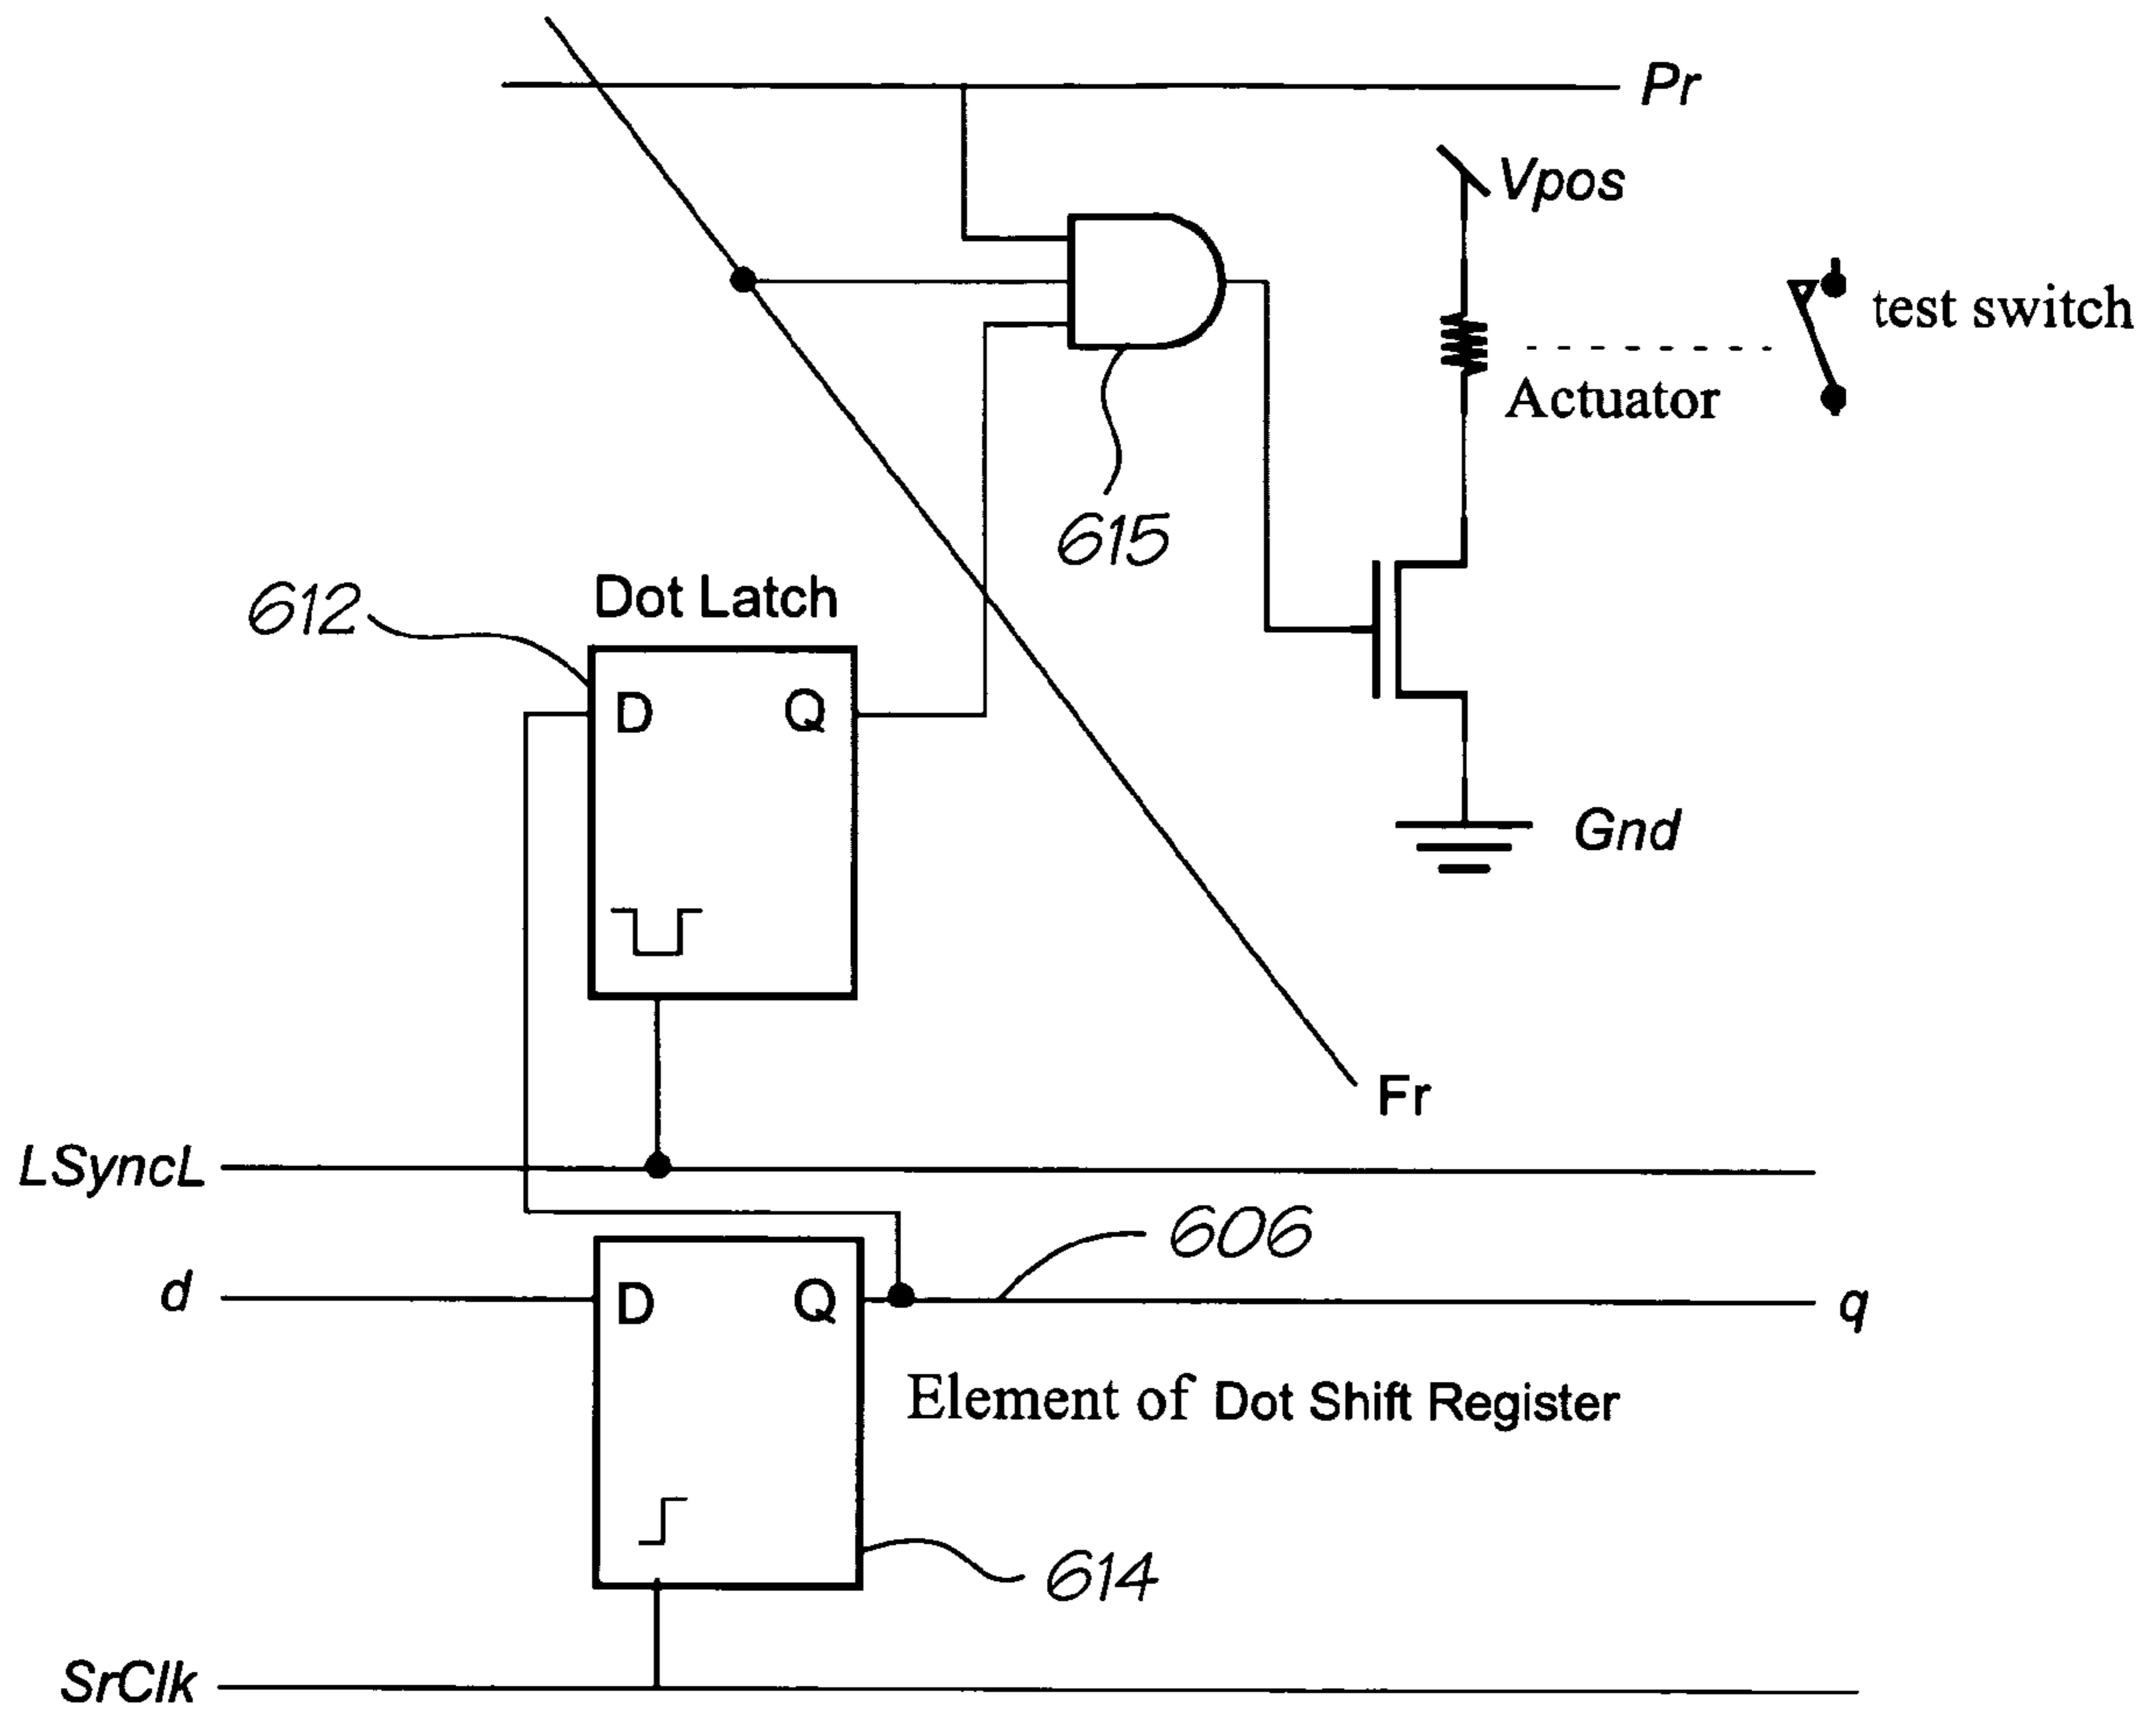 Pr
Vpos
test switch
Actuator
615
612
Dot Latch
D Q
Gnd
Fr
LSyncL
606
d
D Q
q
Element of Dot Shift Register
614
SrClk